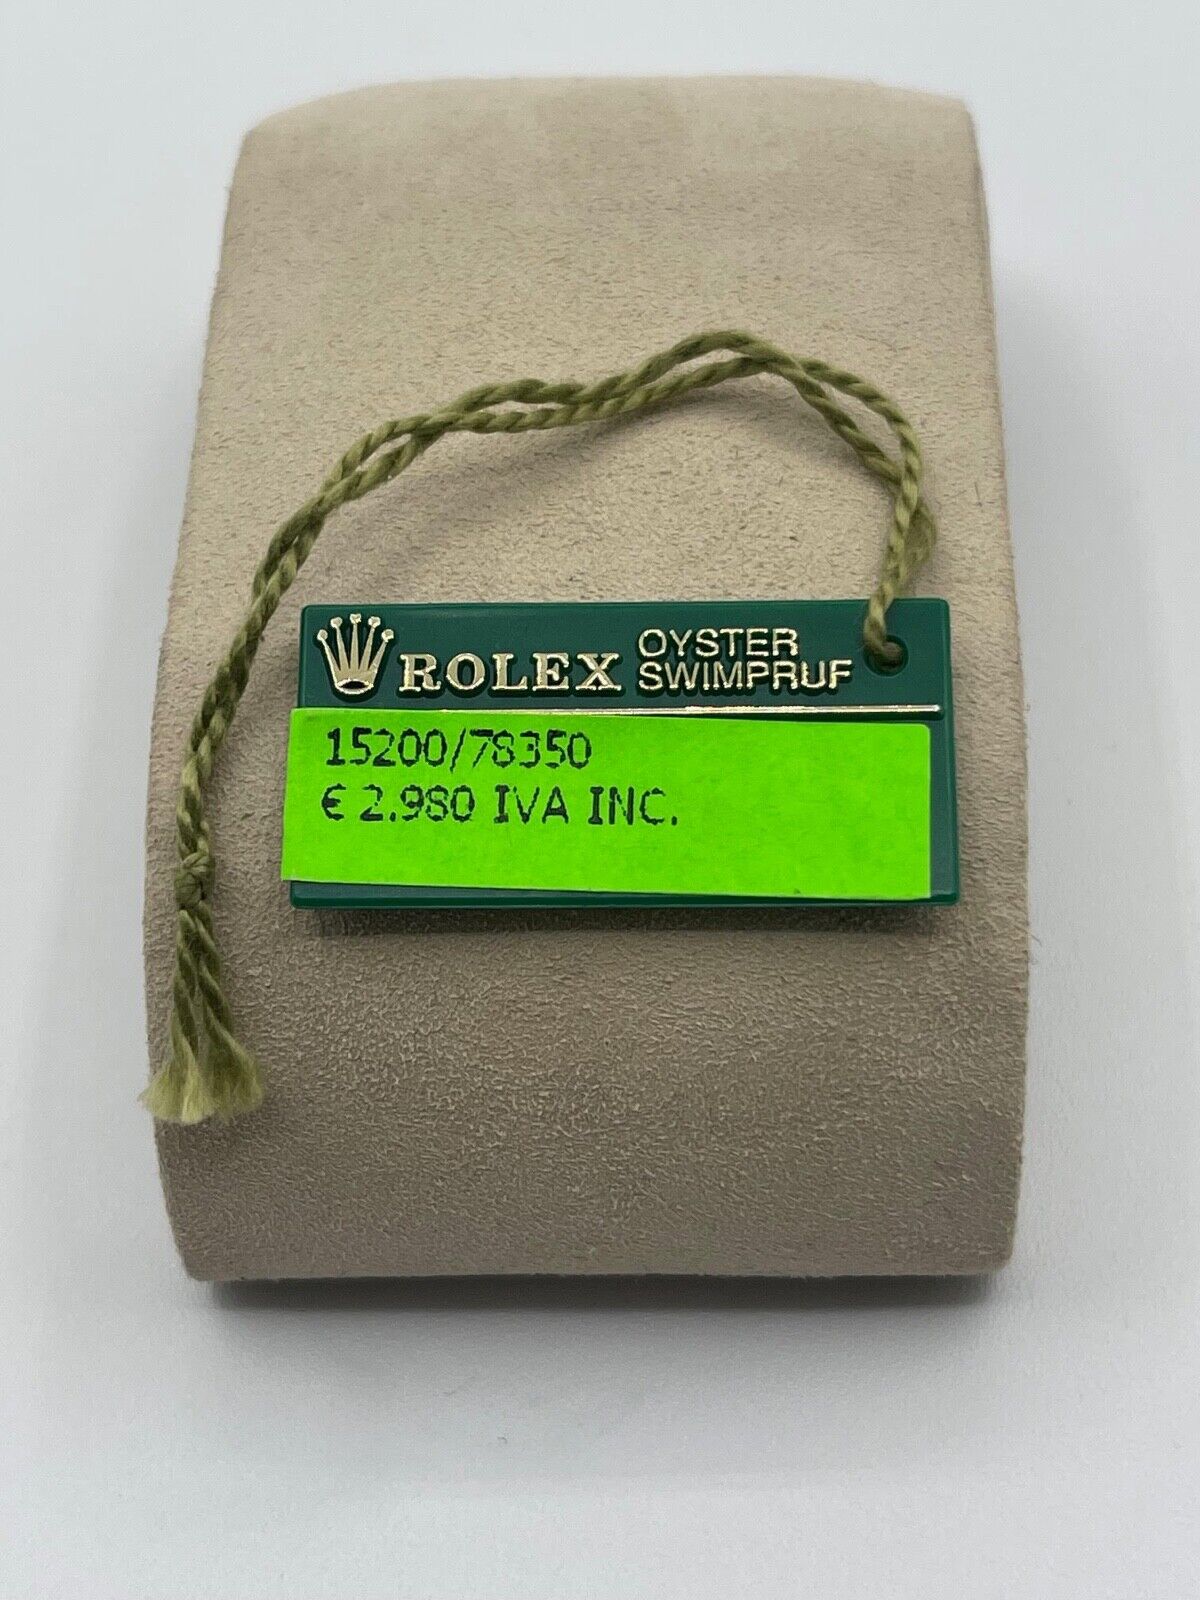 ROLEX OYSTER SWIMPRUF
15200/78350
€ 2.980 IVA INC.